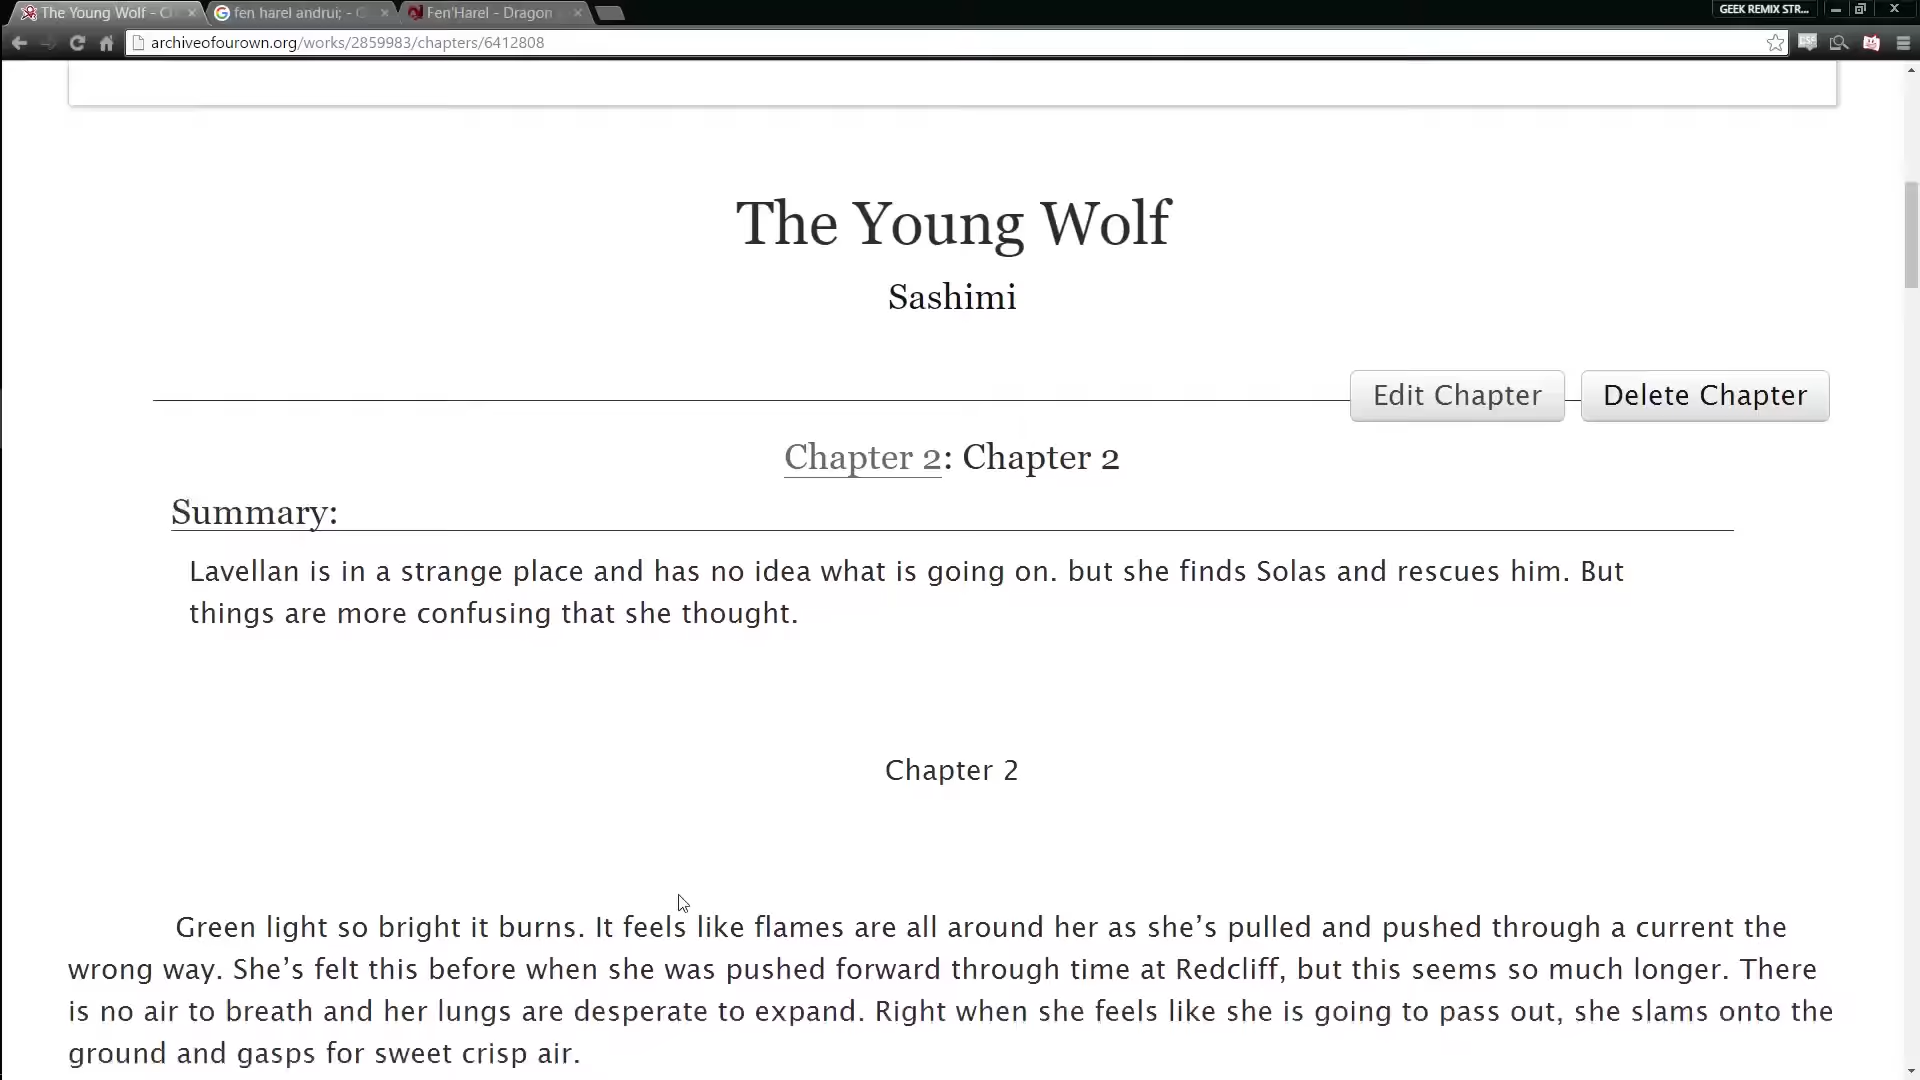 The Young Wolf - C
fen harel andrui; - G
Fen'Harel - Dragon
GEEK REMIX STR...
archiveofourown.org/works/2859983/chapters/6412808
The Young Wolf
Sashimi
Edit Chapter
Delete Chapter
Chapter 2: Chapter 2
Summary:
Lavellan is in a strange place and has no idea what is going on. but she finds Solas and rescues him. But
things are more confusing that she thought.
Chapter 2
Green light so bright it burns. It feels like flames are all around her as she’s pulled and pushed through a current the
wrong way. She’s felt this before when she was pushed forward through time at Redcliff, but this seems so much longer. There
is no air to breath and her lungs are desperate to expand. Right when she feels like she is going to pass out, she slams onto the
ground and gasps for sweet crisp air.